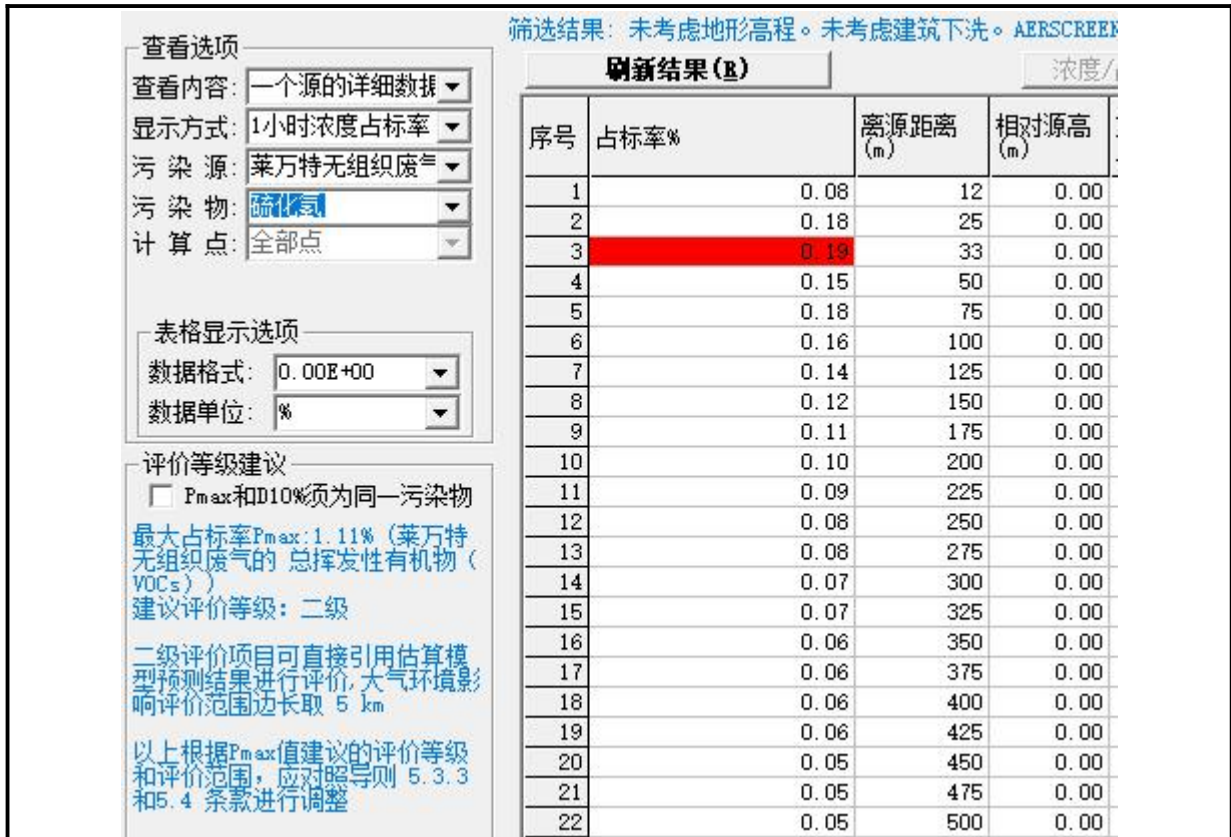 筛选结果: 未考虑地形高程。未考虑建筑下洗。AERSCREEN
查看选项
查看内容: 一个源的详细数据
显示方式: 1小时浓度占标率
污 染 源: 莱万特无组织废气
污 染 物: 硫化氢
计 算 点: 全部点
表格显示选项
数据格式: 0.00E+00
数据单位: %
评价等级建议
Pmax和D10%须为同一污染物
最大占标率Pmax:1.11% (莱万特
无组织废气的 总挥发性有机物 (
VOCs) )
建议评价等级: 二级
二级评价项目可直接引用估算模
型预测结果进行评价,大气环境影
响评价范围边长取 5 km
以上根据Pmax值建议的评价等级
和评价范围, 应对照导则 5.3.3
和5.4 条款进行调整
刷新结果(R) 浓度/
序号 占标率% 离源距离(m) 相对源高(m)
1 0.08 12 0.00
2 0.18 25 0.00
3 0.19 33 0.00
4 0.15 50 0.00
5 0.18 75 0.00
6 0.16 100 0.00
7 0.14 125 0.00
8 0.12 150 0.00
9 0.11 175 0.00
10 0.10 200 0.00
11 0.09 225 0.00
12 0.08 250 0.00
13 0.08 275 0.00
14 0.07 300 0.00
15 0.07 325 0.00
16 0.06 350 0.00
17 0.06 375 0.00
18 0.06 400 0.00
19 0.06 425 0.00
20 0.05 450 0.00
21 0.05 475 0.00
22 0.05 500 0.00